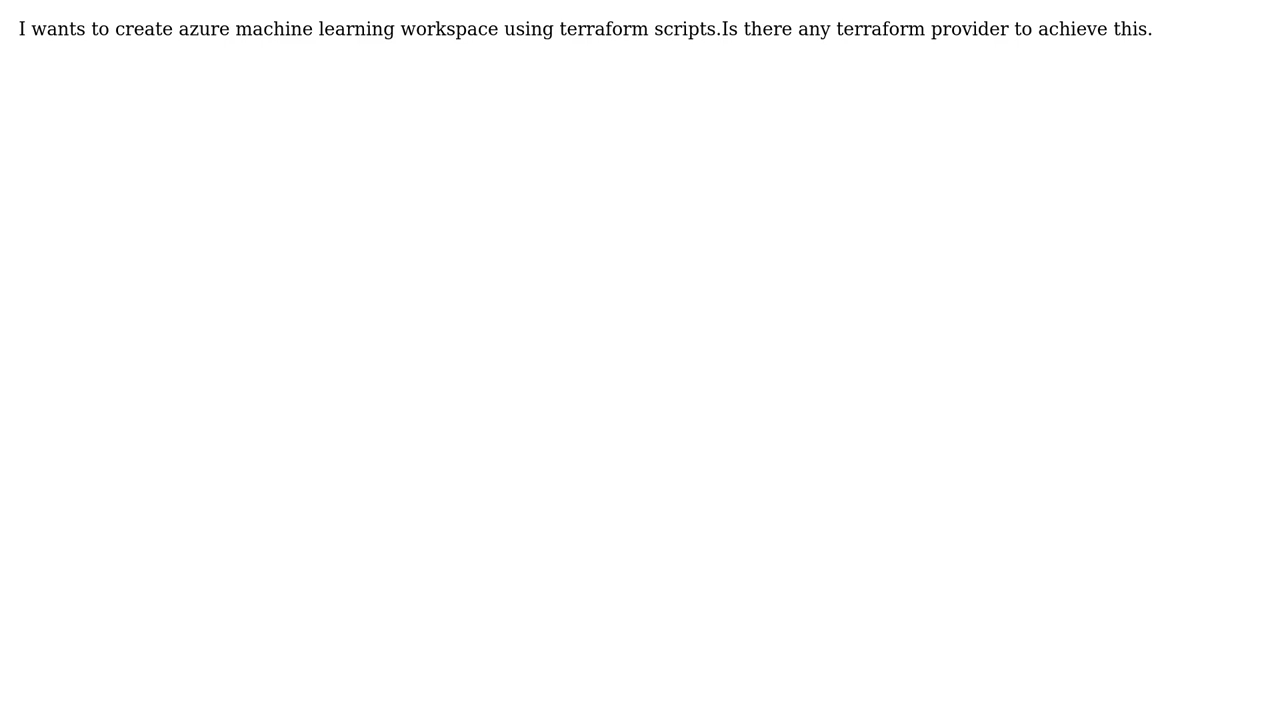 I wants to create azure machine learning workspace using terraform scripts.Is there any terraform provider to achieve this.